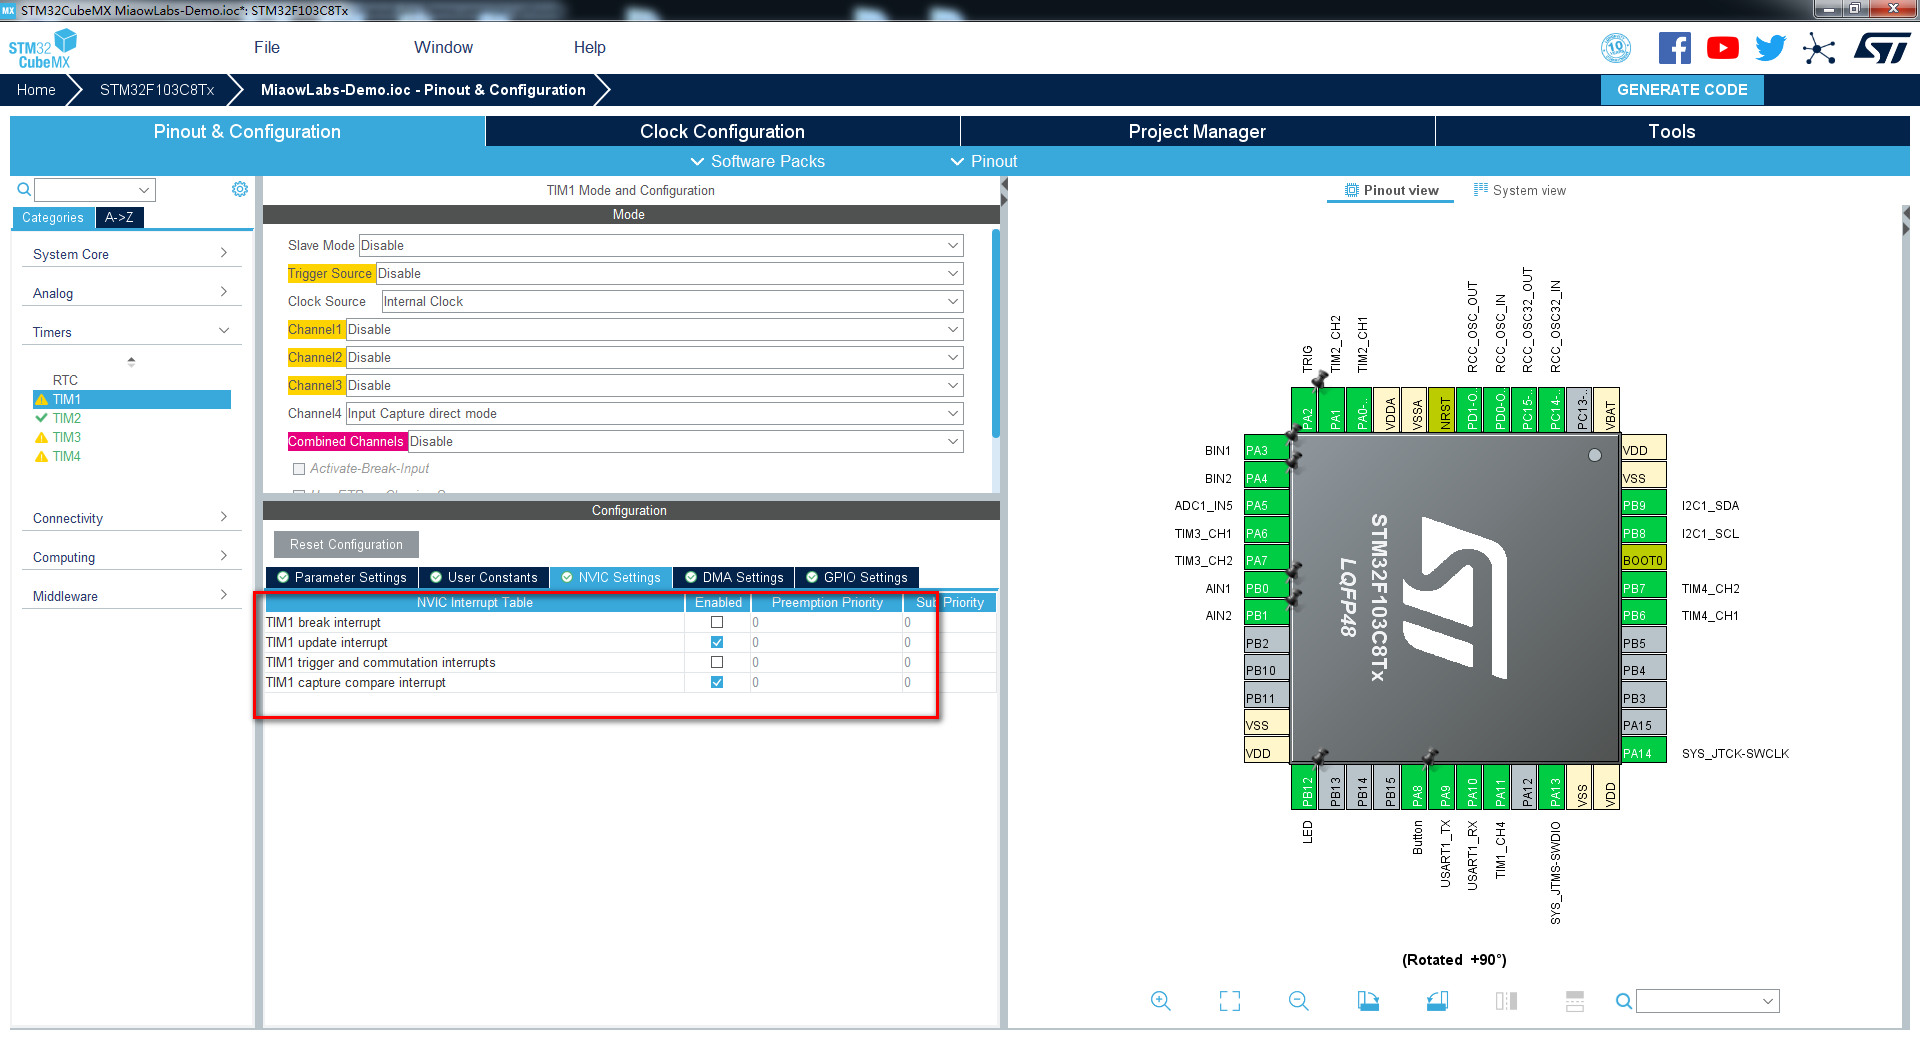 MX STM32CubeMX MiaowLabs-Demo.ioc*: STM32F103C8Tx
STM32 CubeMX
File Window Help
10
Home STM32F103C8Tx MiaowLabs-Demo.ioc - Pinout & Configuration GENERATE CODE
Pinout & Configuration Clock Configuration Project Manager Tools
Software Packs Pinout
Categories A->Z
System Core
Analog
Timers
RTC
TIM1
TIM2
TIM3
TIM4
Connectivity
Computing
Middleware
TIM1 Mode and Configuration
Mode
Slave Mode Disable
Trigger Source Disable
Clock Source Internal Clock
Channel1 Disable
Channel2 Disable
Channel3 Disable
Channel4 Input Capture direct mode
Combined Channels Disable
Activate-Break-Input
Configuration
Reset Configuration
Parameter Settings User Constants NVIC Settings DMA Settings GPIO Settings
NVIC Interrupt Table Enabled Preemption Priority Sub Priority
TIM1 break interrupt 0 0
TIM1 update interrupt 0 0
TIM1 trigger and commutation interrupts 0 0
TIM1 capture compare interrupt 0 0
Pinout view System view
TRIG TIM2_CH2 TIM2_CH1 RCC_OSC_OUT RCC_OSC_IN RCC_OSC32_OUT RCC_OSC32_IN
PA2 PA1 PA0-.. VDDA VSSA NRST PD1-O.. PD0-O.. PC15-.. PC14-.. PC13-.. VBAT
BIN1 PA3
BIN2 PA4
ADC1_IN5 PA5
TIM3_CH1 PA6
TIM3_CH2 PA7
AIN1 PB0
AIN2 PB1
PB2
PB10
PB11
VSS
VDD
STM32F103C8Tx
LQFP48
VDD
VSS
PB9 I2C1_SDA
PB8 I2C1_SCL
BOOT0
PB7 TIM4_CH2
PB6 TIM4_CH1
PB5
PB4
PB3
PA15
PA14 SYS_JTCK-SWCLK
PB12 PB13 PB14 PB15 PA8 PA9 PA10 PA11 PA12 PA13 VSS VDD
LED Button USART1_TX USART1_RX TIM1_CH4 SYS_JTMS-SWDIO
(Rotated +90°)